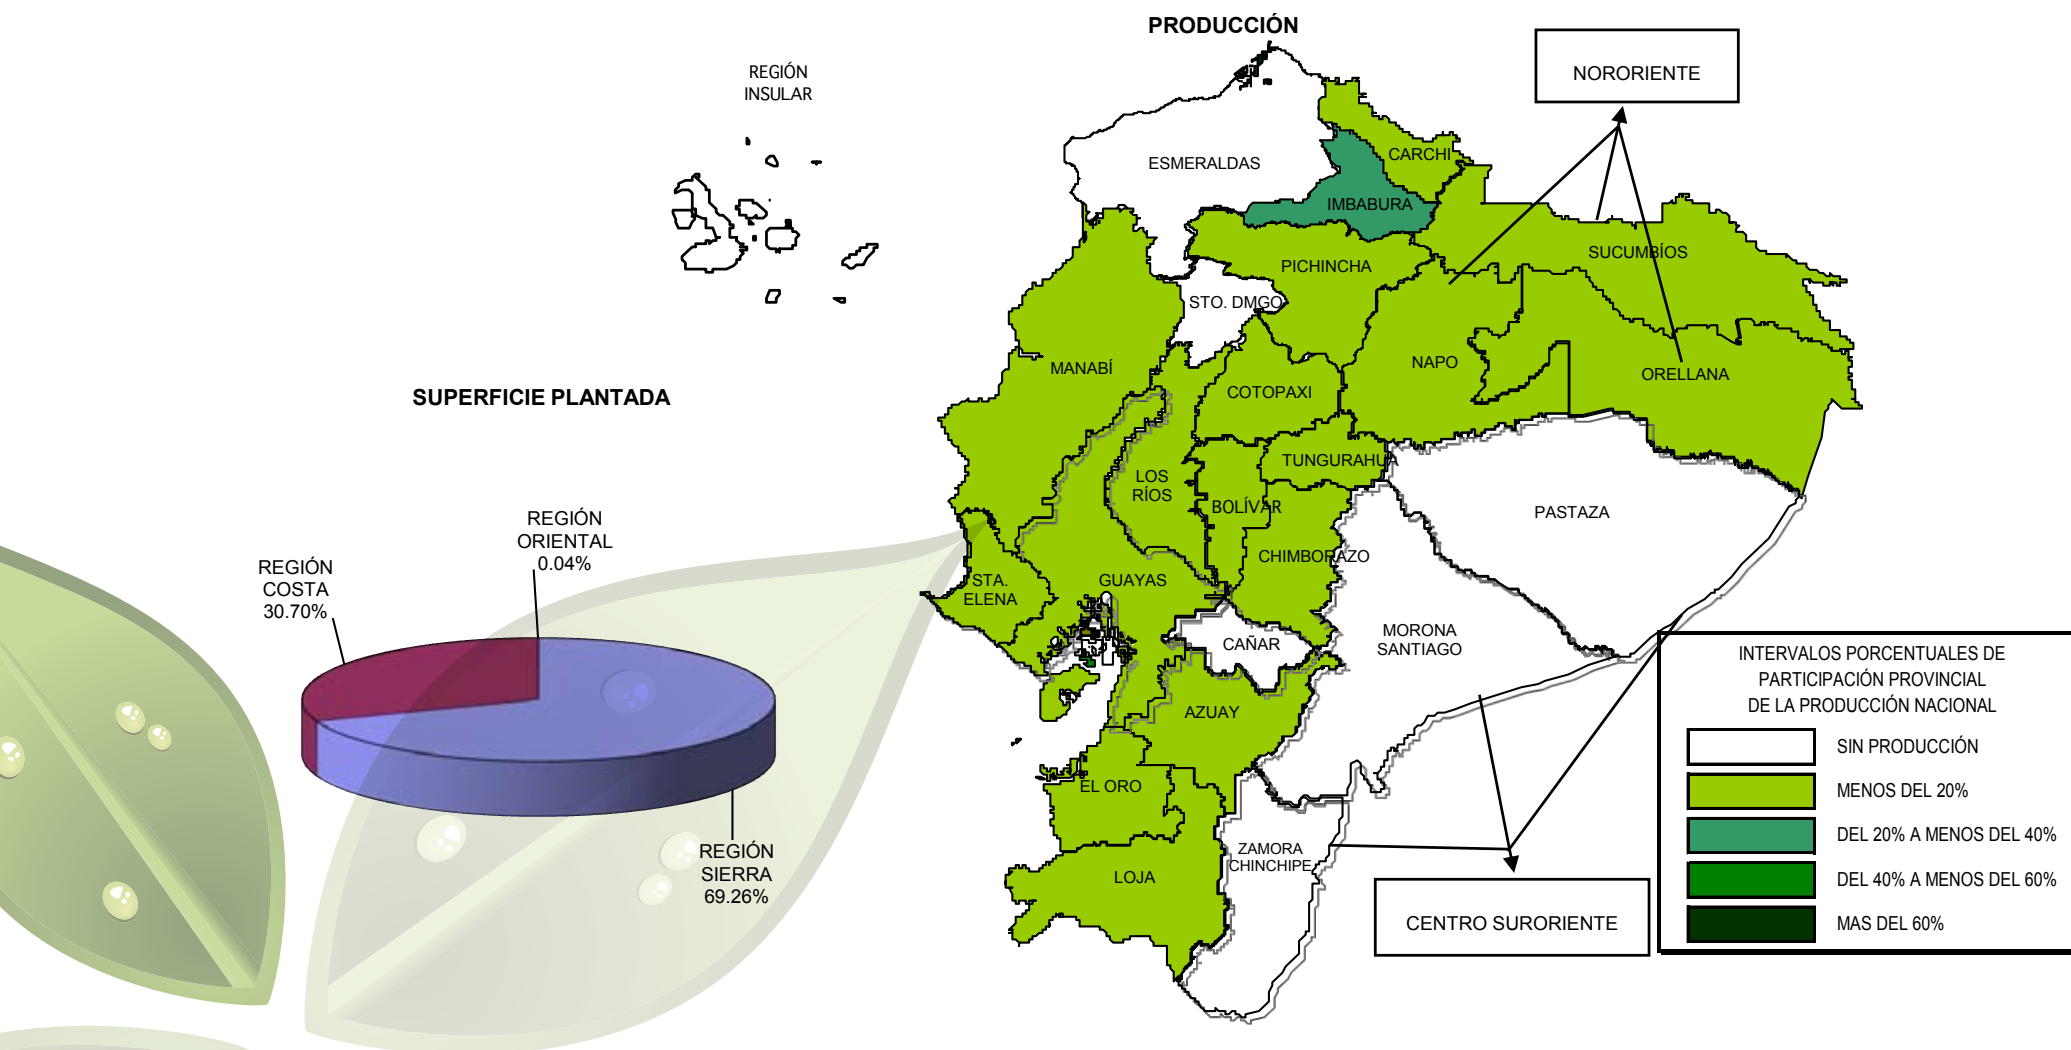 PRODUCCIÓN
REGIÓN
INSULAR
NORORIENTE
ESMERALDAS
CARCHI
IMBABURA
SUCUMBÍOS
PICHINCHA
STO. DMGO
MANABÍ
NAPO
ORELLANA
COTOPAXI
TUNGURAHUA
LOS
RÍOS
BOLÍVAR
PASTAZA
CHIMBORAZO
STA.
ELENA
GUAYAS
CAÑAR
MORONA
SANTIAGO
AZUAY
EL ORO
LOJA
ZAMORA
CHINCHIPE
CENTRO SURORIENTE
SUPERFICIE PLANTADA
REGIÓN
ORIENTAL
0.04%
REGIÓN
COSTA
30.70%
REGIÓN
SIERRA
69.26%
INTERVALOS PORCENTUALES DE
PARTICIPACIÓN PROVINCIAL
DE LA PRODUCCIÓN NACIONAL
SIN PRODUCCIÓN
MENOS DEL 20%
DEL 20% A MENOS DEL 40%
DEL 40% A MENOS DEL 60%
MAS DEL 60%